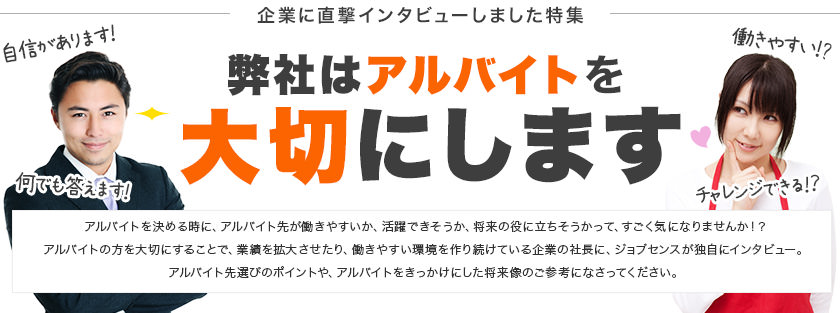 企業に直撃インタビューしました特集
自信があります!
働きやすい!?
弊社はアルバイトを
大切にします
何でも答えます!
チャレンジできる!?
アルバイトを決める時に、アルバイト先が働きやすいか、活躍できそうか、将来の役に立ちそうかって、すごく気になりませんか！？
アルバイトの方を大切にすることで、業績を拡大させたり、働きやすい環境を作り続けている企業の社長に、ジョブセンスが独自にインタビュー。
アルバイト先選びのポイントや、アルバイトをきっかけにした将来像のご参考になさってください。